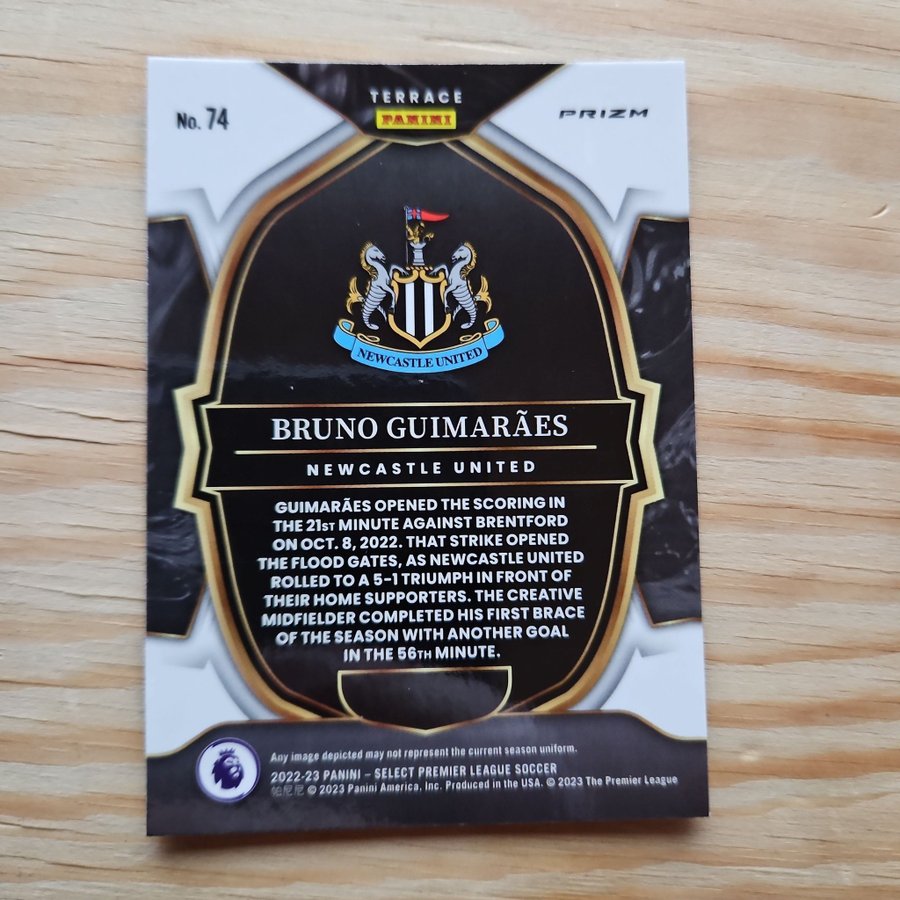 TERRACE
PANINI
No. 74
PRIZM
NEWCASTLE UNITED
BRUNO GUIMARÃES
NEWCASTLE UNITED
GUIMARÃES OPENED THE SCORING IN
THE 21ST MINUTE AGAINST BRENTFORD
ON OCT. 8, 2022. THAT STRIKE OPENED
THE FLOOD GATES, AS NEWCASTLE UNITED
ROLLED TO A 5-1 TRIUMPH IN FRONT OF
THEIR HOME SUPPORTERS. THE CREATIVE
MIDFIELDER COMPLETED HIS FIRST BRACE
OF THE SEASON WITH ANOTHER GOAL
IN THE 56TH MINUTE.
Any image depicted may not represent the current season uniform.
2022-23 PANINI – SELECT PREMIER LEAGUE SOCCER
帕尼尼 © 2023 Panini America, Inc. Produced in the USA. © 2023 The Premier League